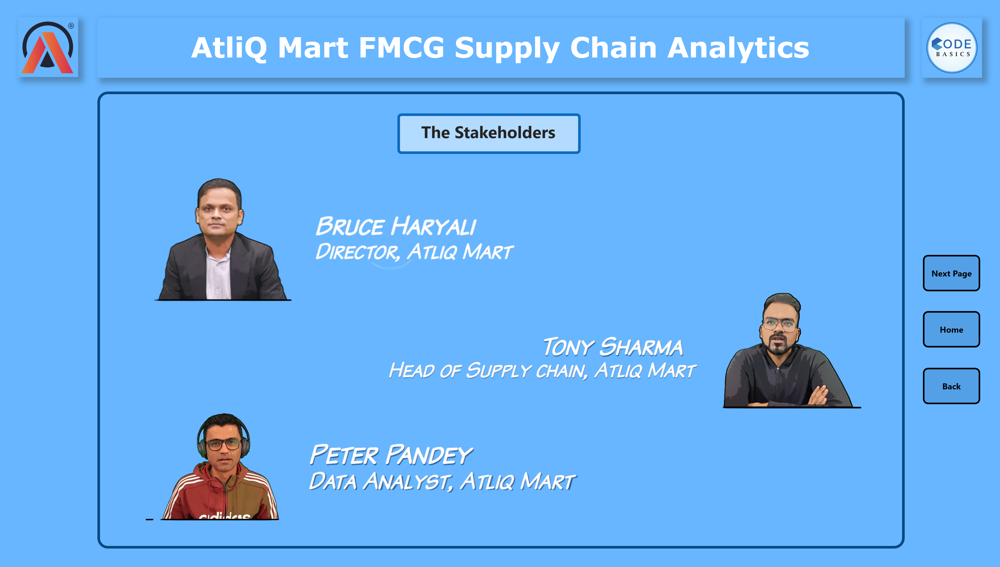 ®
AtliQ Mart FMCG Supply Chain Analytics
CODE
BASICS
The Stakeholders
BRUCE HARYALI
DIRECTOR, ATLIQ MART
Next Page
TONY SHARMA
HEAD OF SUPPLY CHAIN, ATLIQ MART
Home
Back
PETER PANDEY
DATA ANALYST, ATLIQ MART
adidas